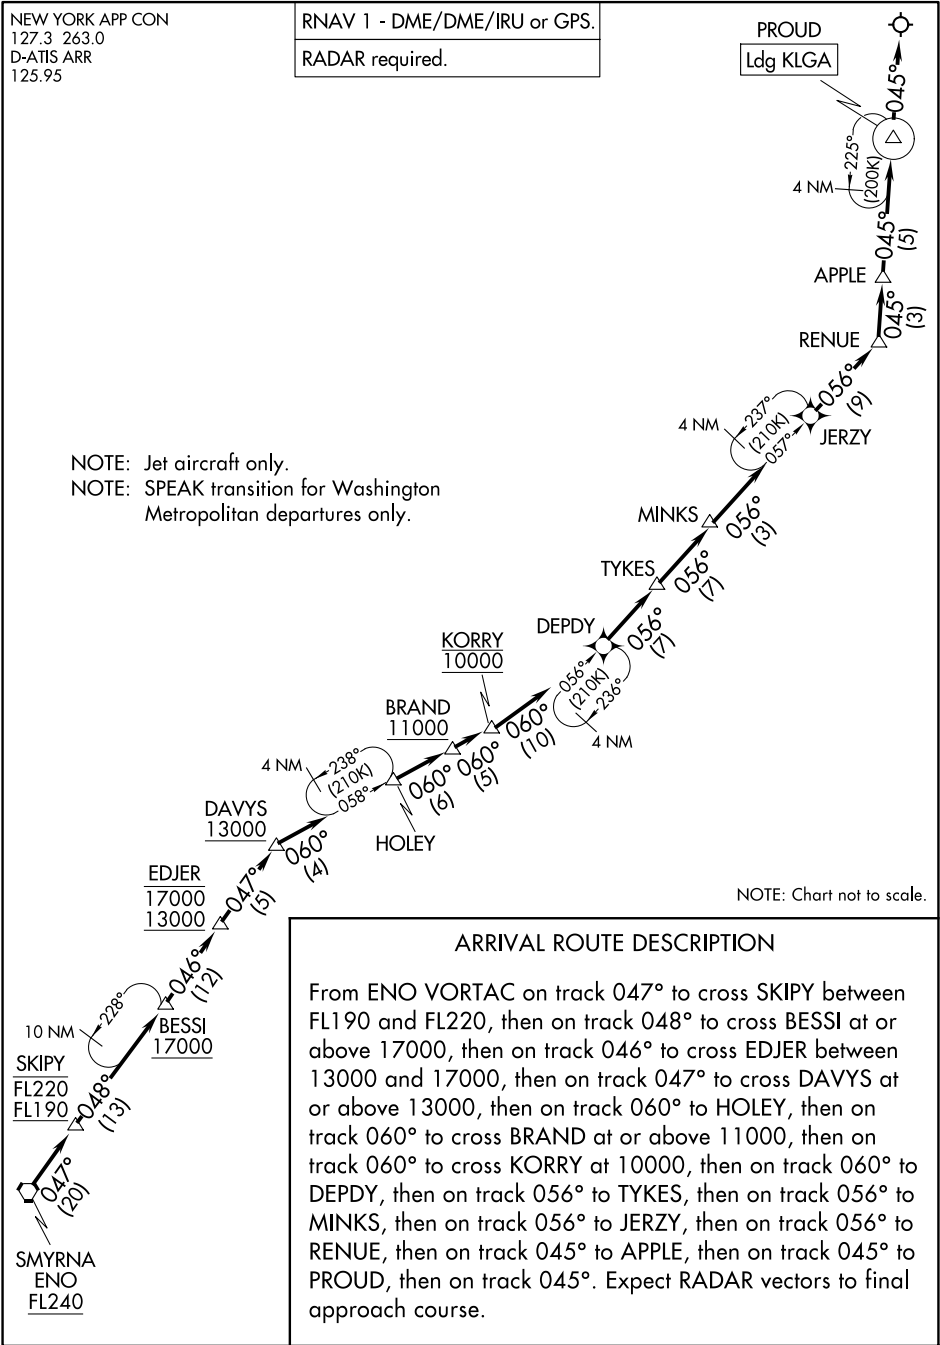 NEW YORK APP CON
127.3 263.0
D-ATIS ARR
125.95
RNAV 1 - DME/DME/IRU or GPS.
RADAR required.
PROUD
Ldg KLGA
045°
225°
(200K)
4 NM
045°
(5)
APPLE
045°
(3)
RENUE
056°
(9)
237°
(210K)
057°
4 NM
JERZY
NOTE: Jet aircraft only.
NOTE: SPEAK transition for Washington
Metropolitan departures only.
MINKS
056°
(3)
TYKES
056°
(7)
DEPDY
056°
(7)
KORRY
10000
056°
(210K)
236°
4 NM
BRAND
11000
060°
(10)
060°
(5)
060°
(6)
4 NM
238°
(210K)
058°
HOLEY
DAVYS
13000
060°
(4)
EDJER
17000
13000
047°
(5)
NOTE: Chart not to scale.
046°
(12)
228°
10 NM
BESSI
17000
SKIPY
FL220
FL190
048°
(13)
047°
(20)
SMYRNA
ENO
FL240
ARRIVAL ROUTE DESCRIPTION
From ENO VORTAC on track 047° to cross SKIPY between
FL190 and FL220, then on track 048° to cross BESSI at or
above 17000, then on track 046° to cross EDJER between
13000 and 17000, then on track 047° to cross DAVYS at
or above 13000, then on track 060° to HOLEY, then on
track 060° to cross BRAND at or above 11000, then on
track 060° to cross KORRY at 10000, then on track 060° to
DEPDY, then on track 056° to TYKES, then on track 056° to
MINKS, then on track 056° to JERZY, then on track 056° to
RENUE, then on track 045° to APPLE, then on track 045° to
PROUD, then on track 045°. Expect RADAR vectors to final
approach course.